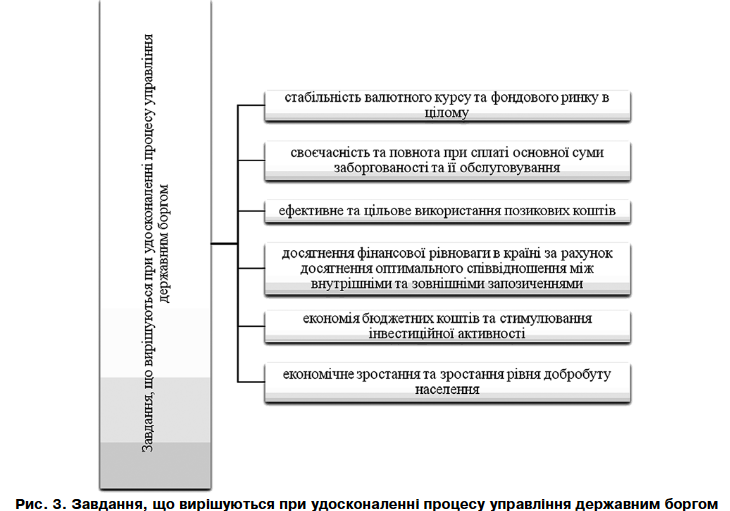 Завдання, що вирішуються при удосконаленні процесу управління
державним боргом
стабільність валютного курсу та фондового ринку в
цілому
своєчасність та повнота при сплаті основної суми
заборгованості та її обслуговування
ефективне та цільове використання позикових коштів
досягнення фінансової рівноваги в країні за рахунок
досягнення оптимального співвідношення між
внутрішніми та зовнішніми запозиченнями
економія бюджетних коштів та стимулювання
інвестиційної активності
економічне зростання та зростання рівня добробуту
населення
Рис. 3. Завдання, що вирішуються при удосконаленні процесу управління державним боргом